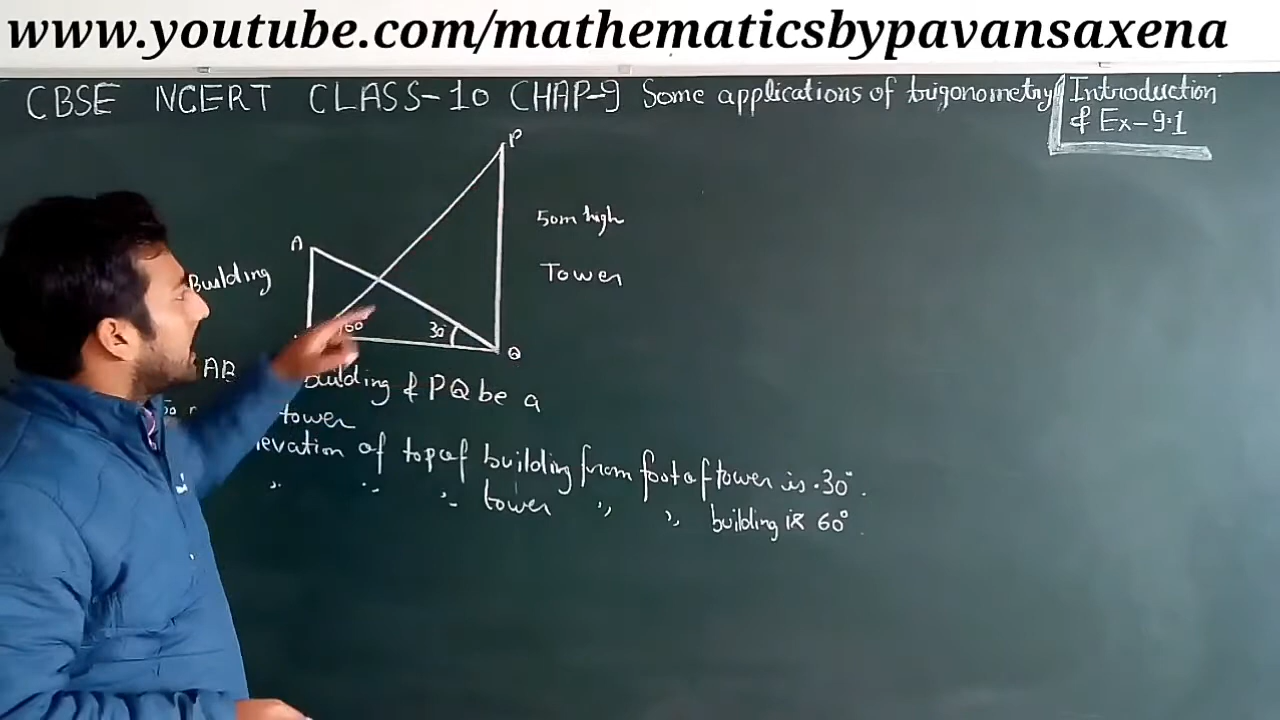 www.youtube.com/mathematicsbypavansaxena
CBSE NCERT CLASS-10 CHAP-9 Some applications of trigonometry
Introduction
& Ex-9.1
P
50m high
A
Building
Tower
60°
30°
Q
AB building & PQ be a
tower
levation of top of building from foot of tower is 30°.
" " " tower " " building is 60°.